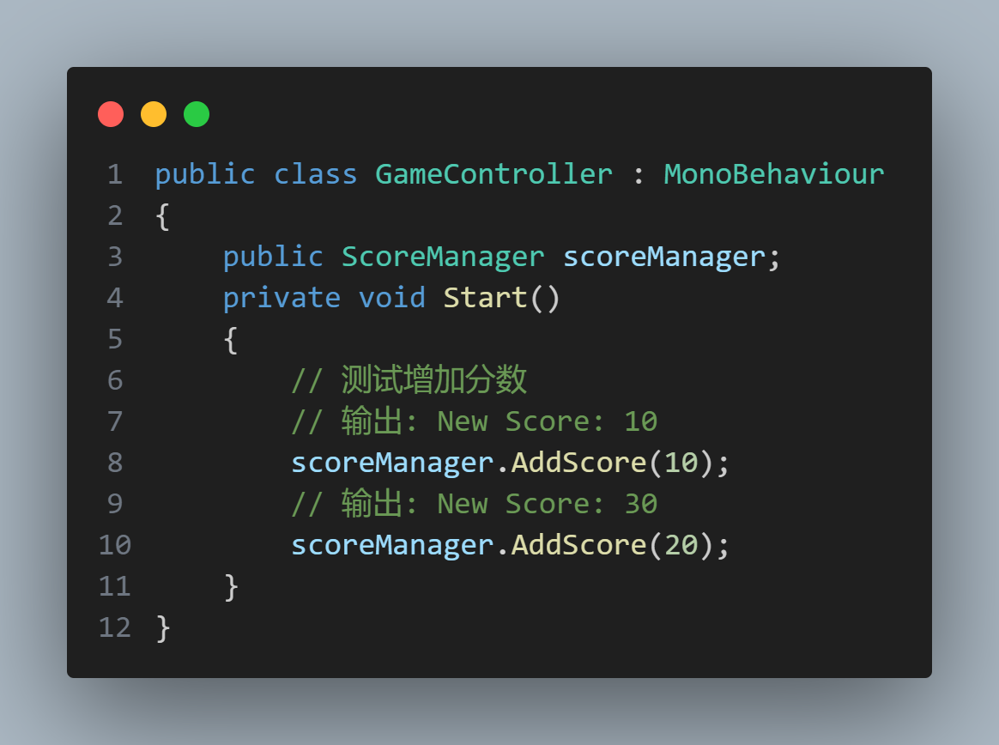 1 public class GameController : MonoBehaviour
2 {
3     public ScoreManager scoreManager;
4     private void Start()
5     {
6         // 测试增加分数
7         // 输出: New Score: 10
8         scoreManager.AddScore(10);
9         // 输出: New Score: 30
10         scoreManager.AddScore(20);
11     }
12 }